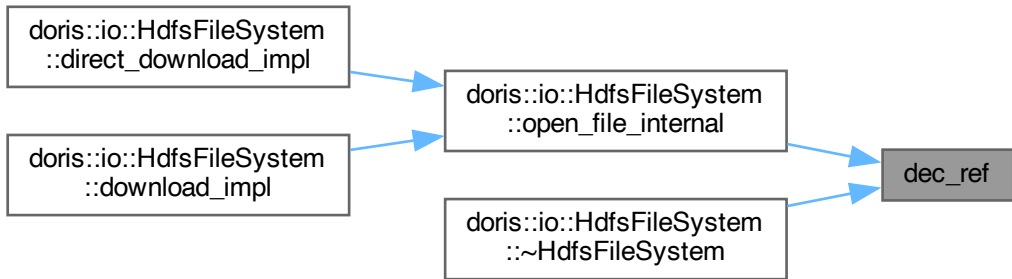 doris::io::HdfsFileSystem
::direct_download_impl
doris::io::HdfsFileSystem
::download_impl
doris::io::HdfsFileSystem
::open_file_internal
doris::io::HdfsFileSystem
::~HdfsFileSystem
dec_ref